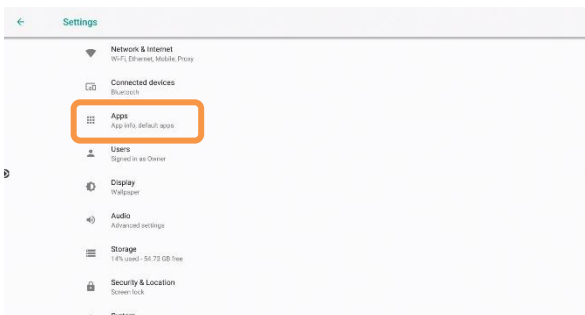 Settings
Network & Internet
Wi-Fi, Ethernet, Mobile, Proxy
Connected devices
Bluetooth
Apps
App info, default apps
Users
Signed in as Owner
Display
Wallpaper
Audio
Advanced settings
Storage
14% used - 54.73 GB free
Security & Location
Screen lock